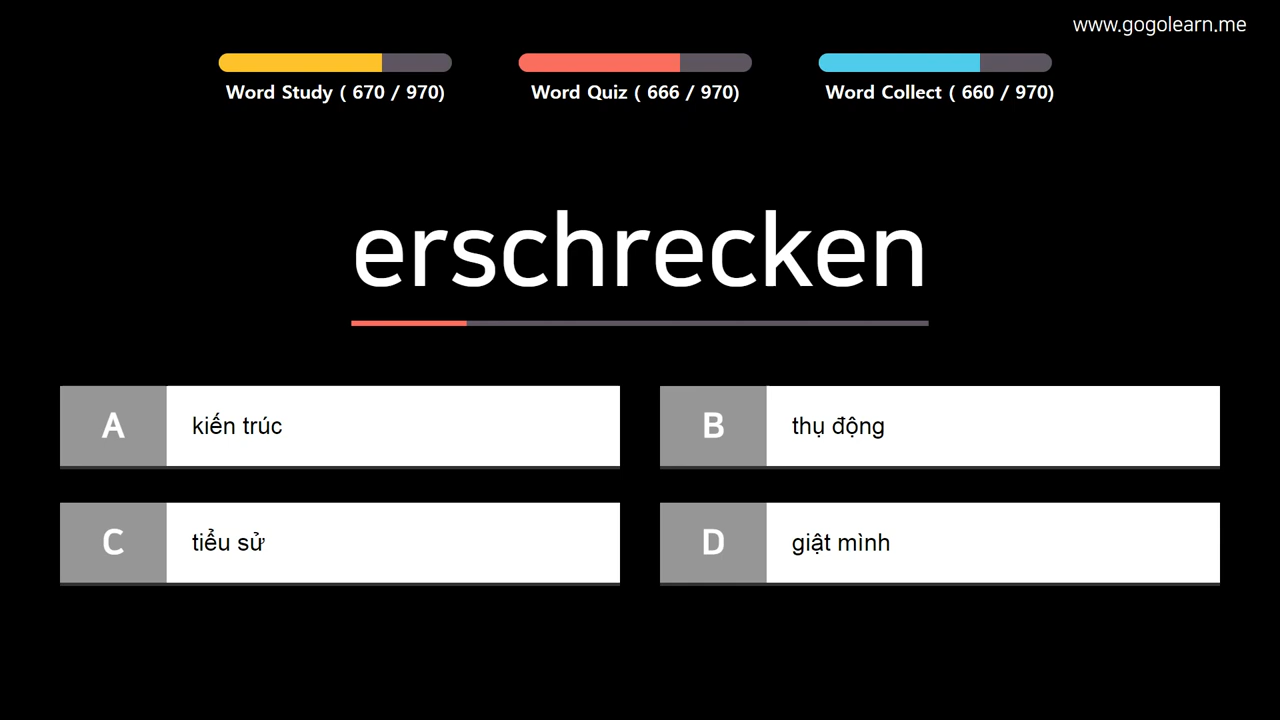 www.gogolearn.me
Word Study ( 670 / 970)
Word Quiz ( 666 / 970)
Word Collect ( 660 / 970)
erschrecken
A
kiến trúc
B
thụ động
C
tiểu sử
D
giật mình